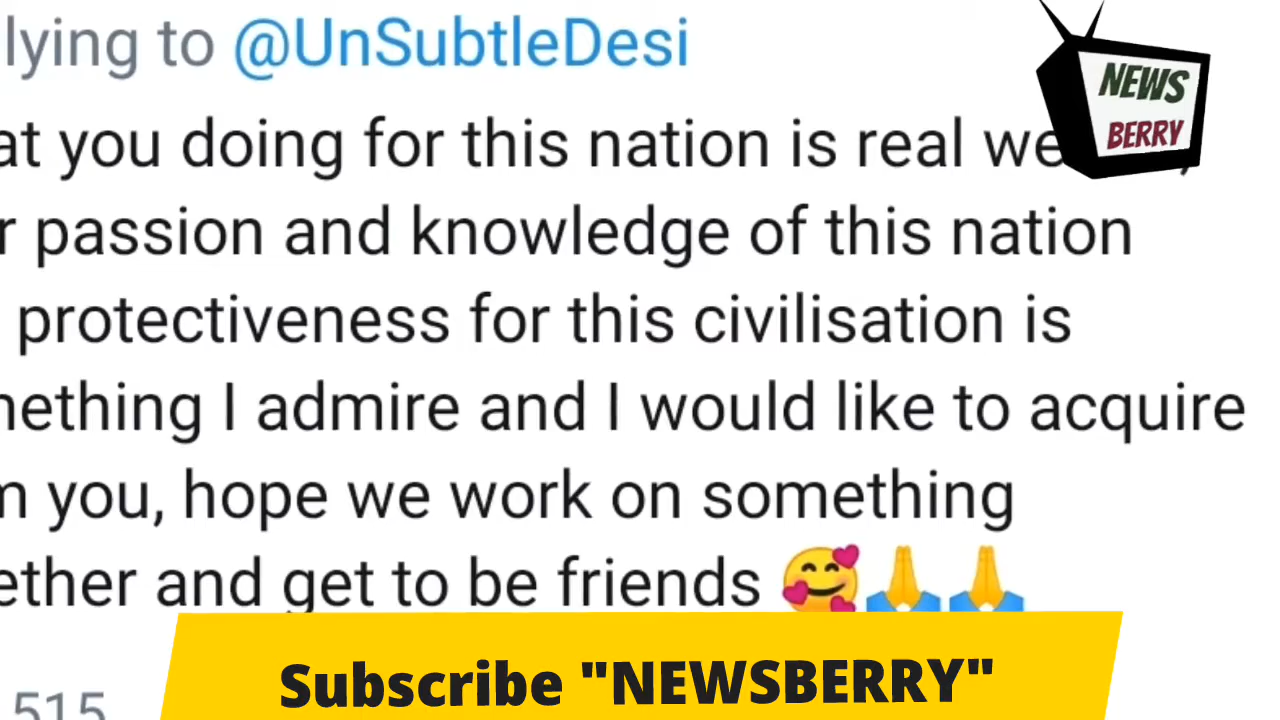 lying to @UnSubtleDesi
at you doing for this nation is real we
r passion and knowledge of this nation
protectiveness for this civilisation is
nething I admire and I would like to acquire
m you, hope we work on something
ether and get to be friends 🥰🙏🙏
515
NEWS
BERRY
Subscribe "NEWSBERRY"